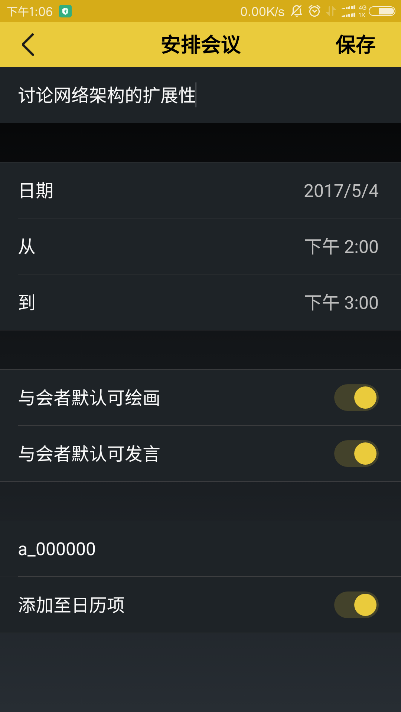 下午1:06 0.00K/s 4G 1K
安排会议 保存
讨论网络架构的扩展性
日期 2017/5/4
从 下午 2:00
到 下午 3:00
与会者默认可绘画
与会者默认可发言
a_000000
添加至日历项